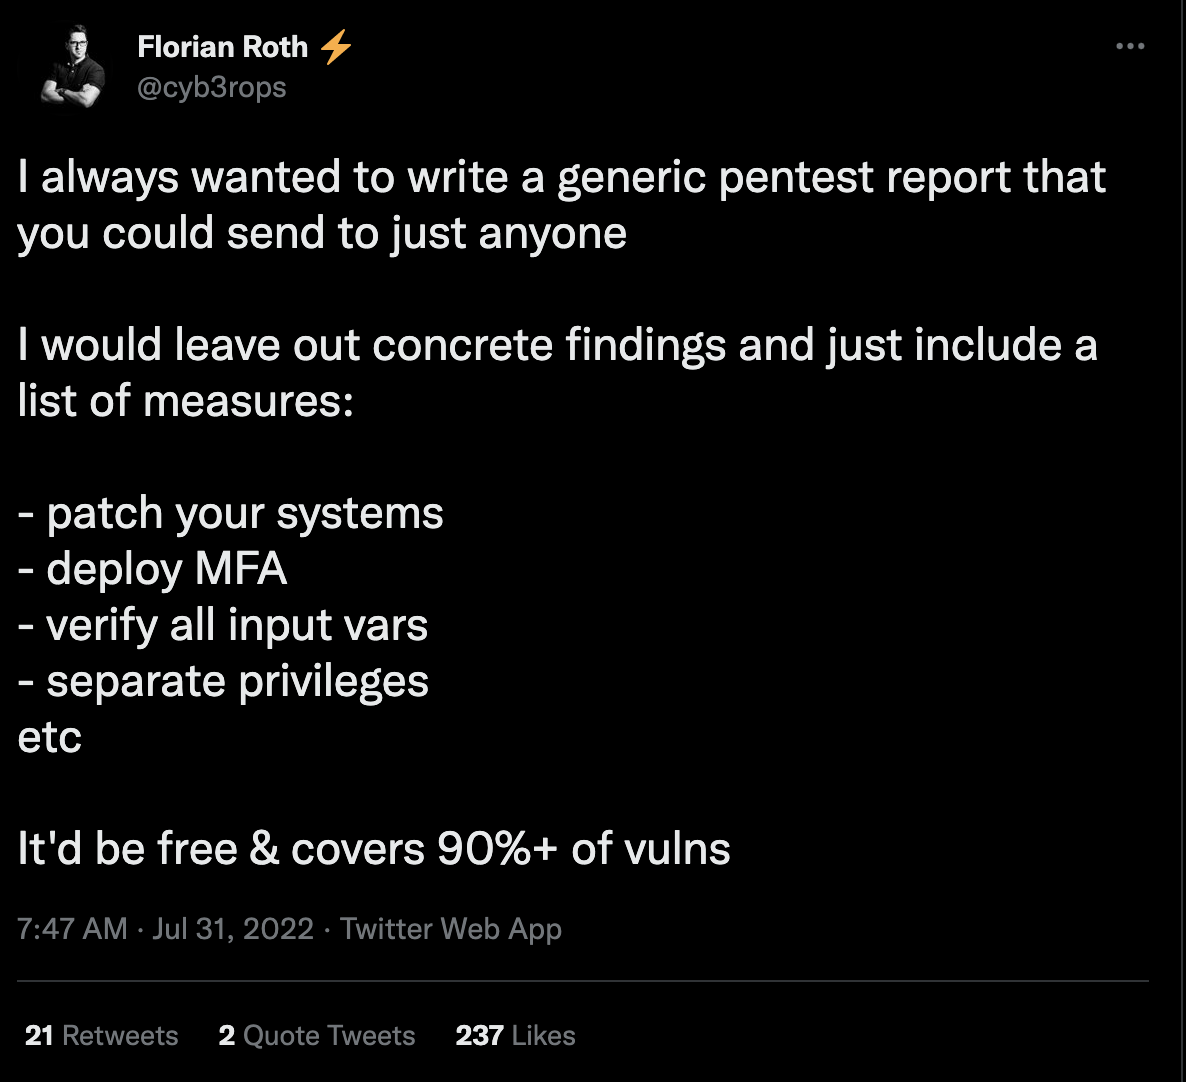 Florian Roth ⚡
@cyb3rops
I always wanted to write a generic pentest report that
you could send to just anyone
I would leave out concrete findings and just include a
list of measures:
- patch your systems
- deploy MFA
- verify all input vars
- separate privileges
etc
It'd be free & covers 90%+ of vulns
7:47 AM · Jul 31, 2022 · Twitter Web App
21 Retweets 2 Quote Tweets 237 Likes